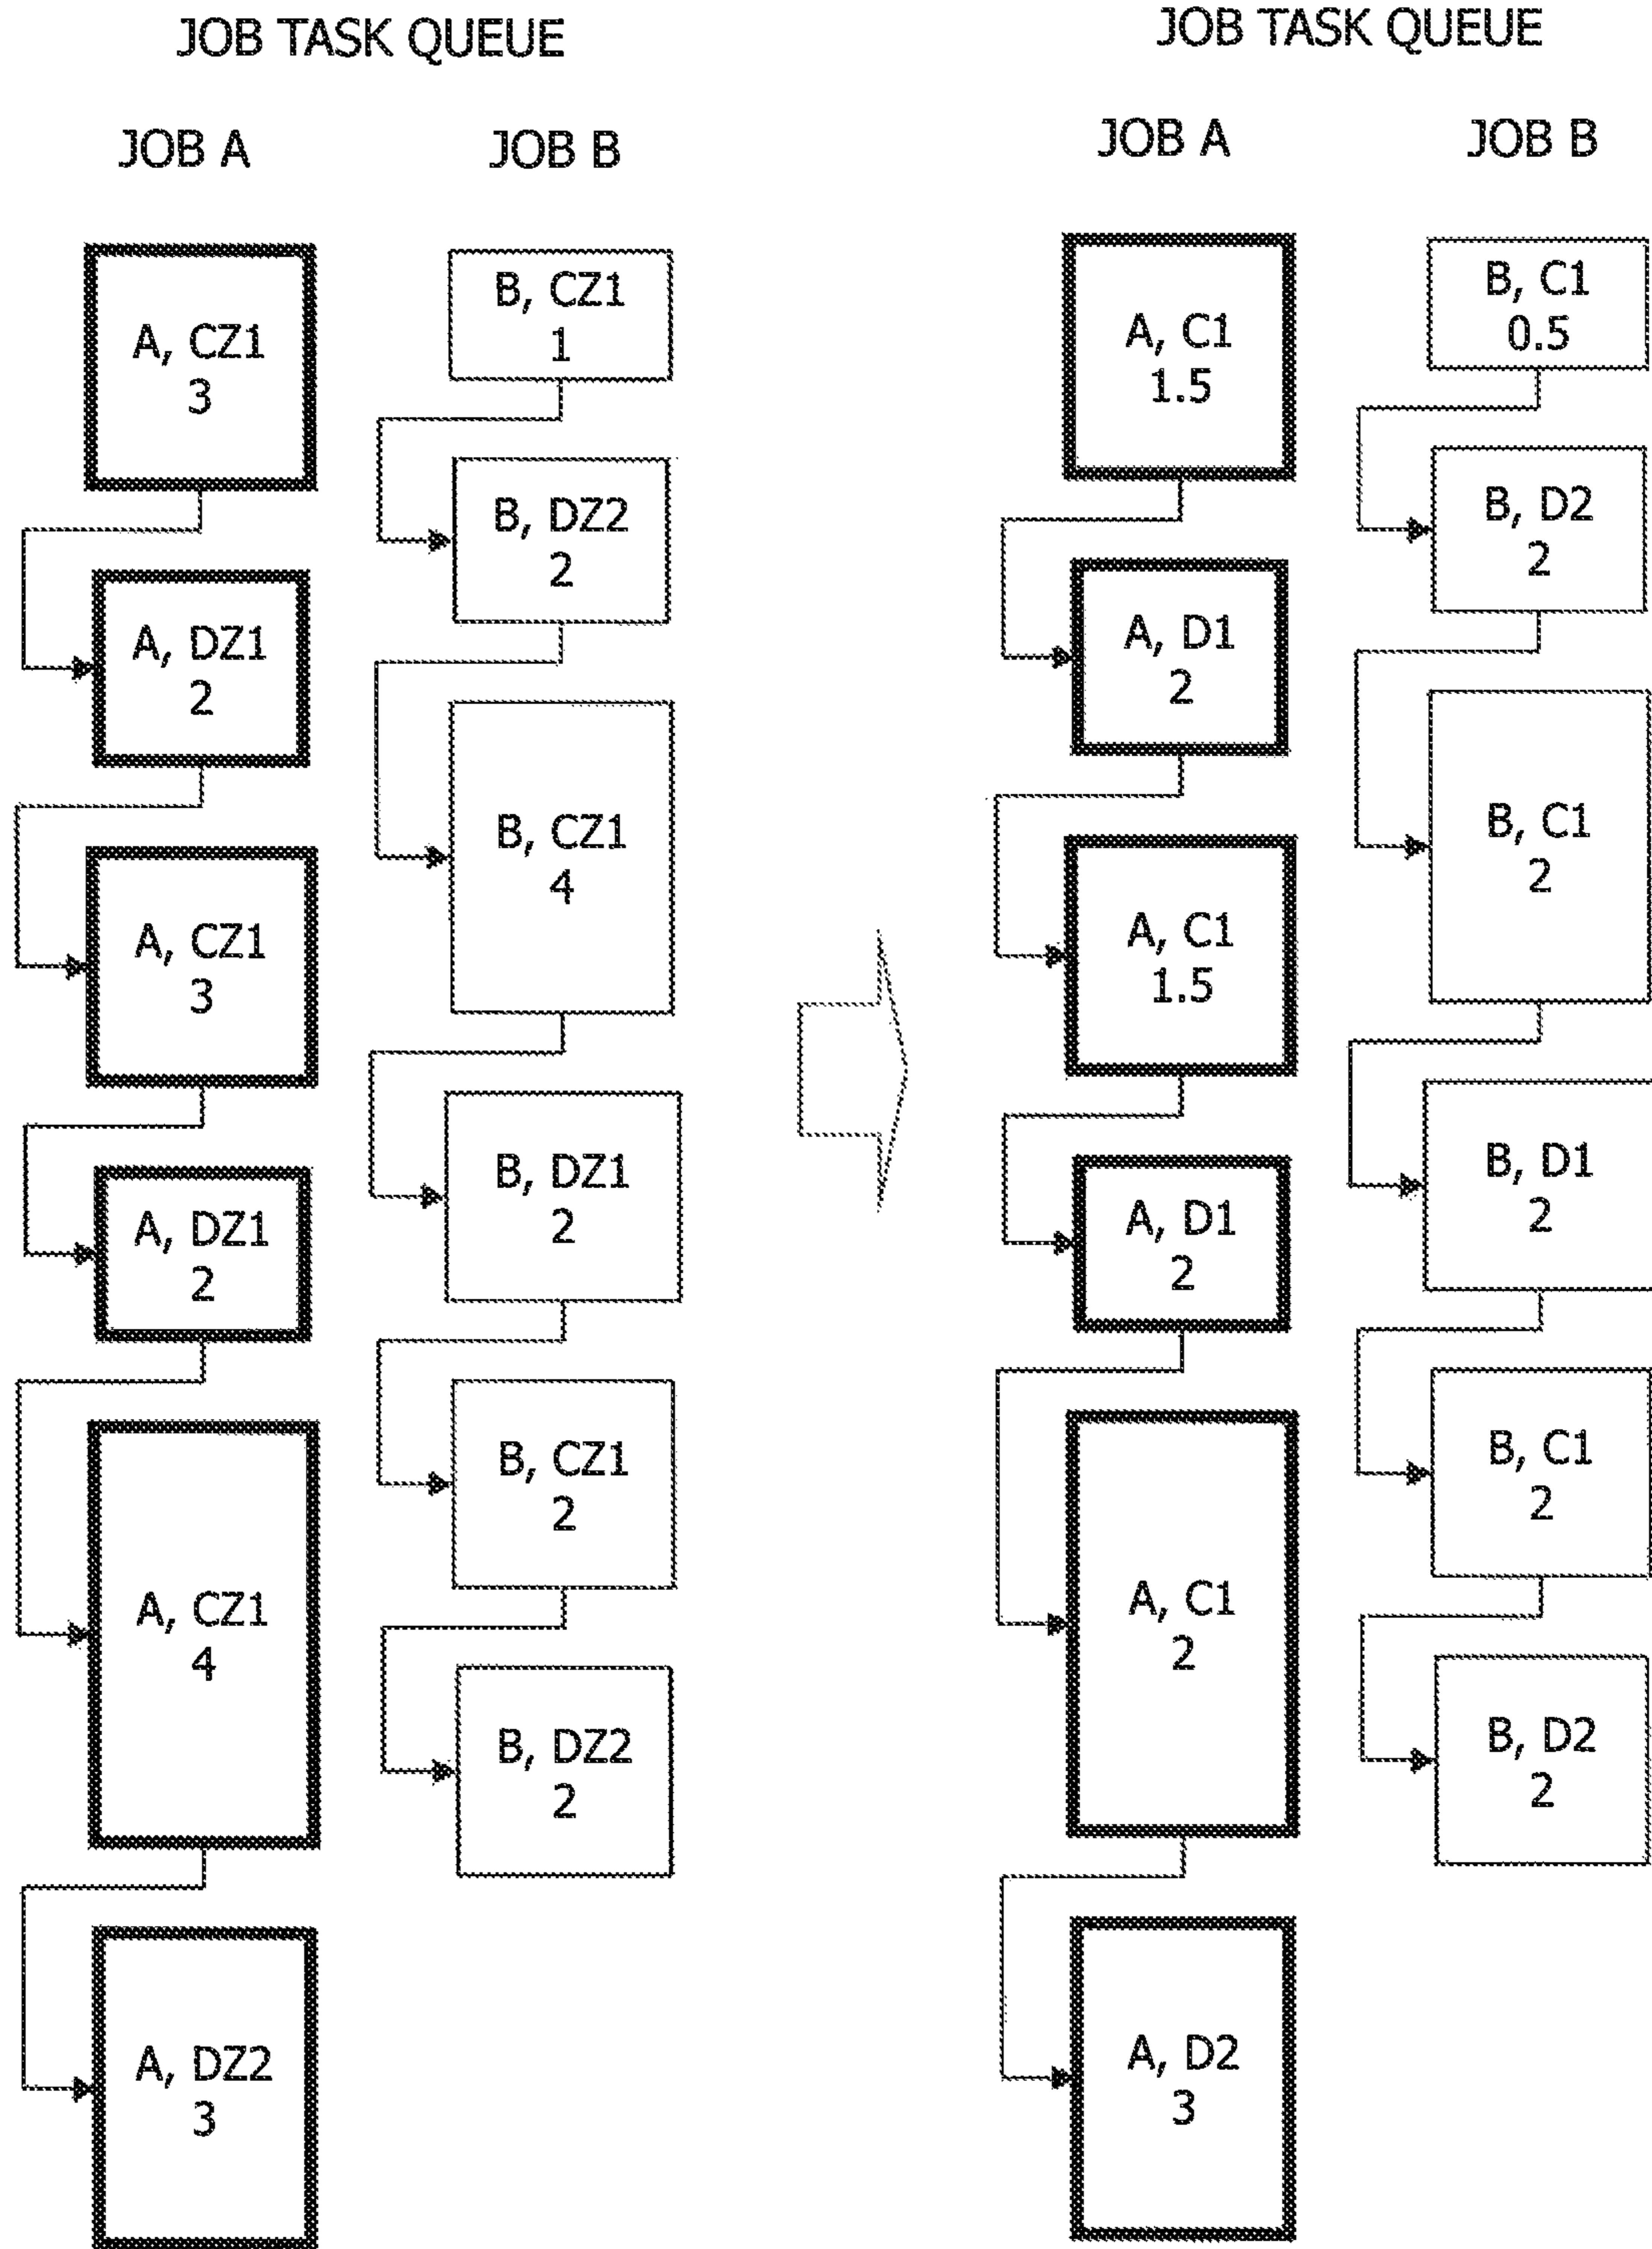 JOB TASK QUEUE
JOB A
JOB B
A, CZ1
3
A, DZ1
2
A, CZ1
3
A, DZ1
2
A, CZ1
4
A, DZ2
3
B, CZ1
1
B, DZ2
2
B, CZ1
4
B, DZ1
2
B, CZ1
2
B, DZ2
2
JOB TASK QUEUE
JOB A
JOB B
A, C1
1.5
A, D1
2
A, C1
1.5
A, D1
2
A, C1
2
A, D2
3
B, C1
0.5
B, D2
2
B, C1
2
B, D1
2
B, C1
2
B, D2
2